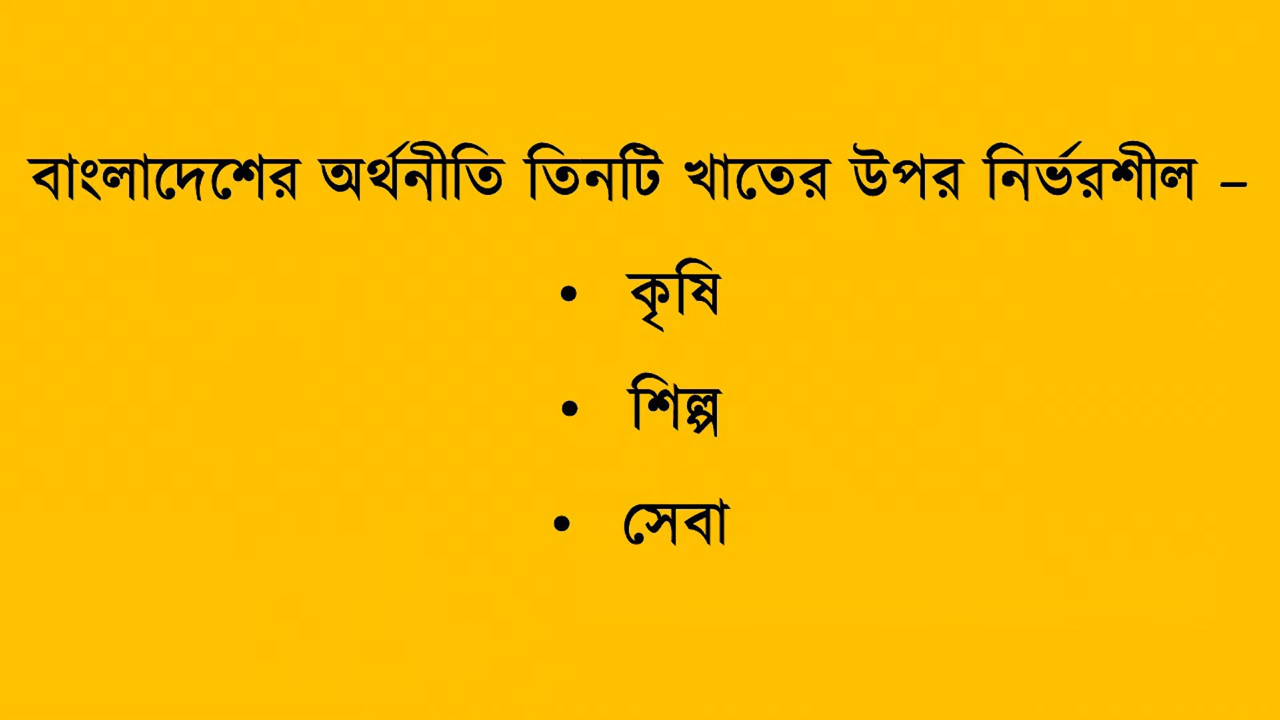 বাংলাদেশের অর্থনীতি তিনটি খাতের উপর নির্ভরশীল –
• কৃষি
• শিল্প
• সেবা